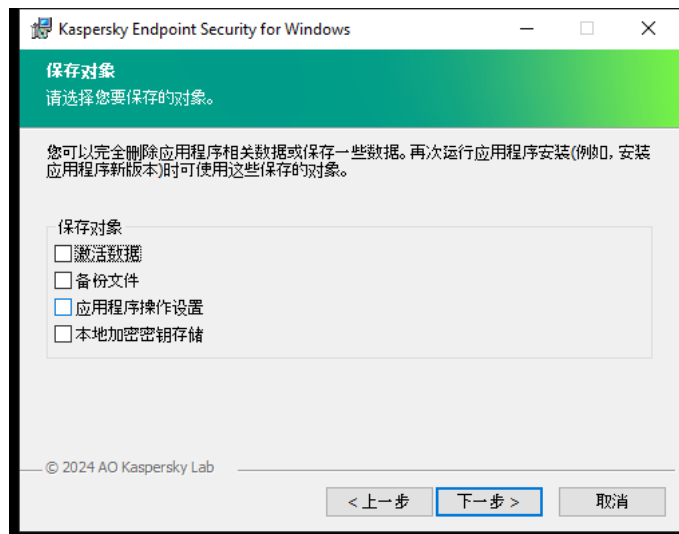 Kaspersky Endpoint Security for Windows
保存对象
请选择您要保存的对象。
您可以完全删除应用程序相关数据或保存一些数据。再次运行应用程序安装(例如, 安装
应用程序新版本)时可使用这些保存的对象。
保存对象
激活数据
备份文件
应用程序操作设置
本地加密密钥存储
© 2024 AO Kaspersky Lab
< 上一步 下一步 > 取消